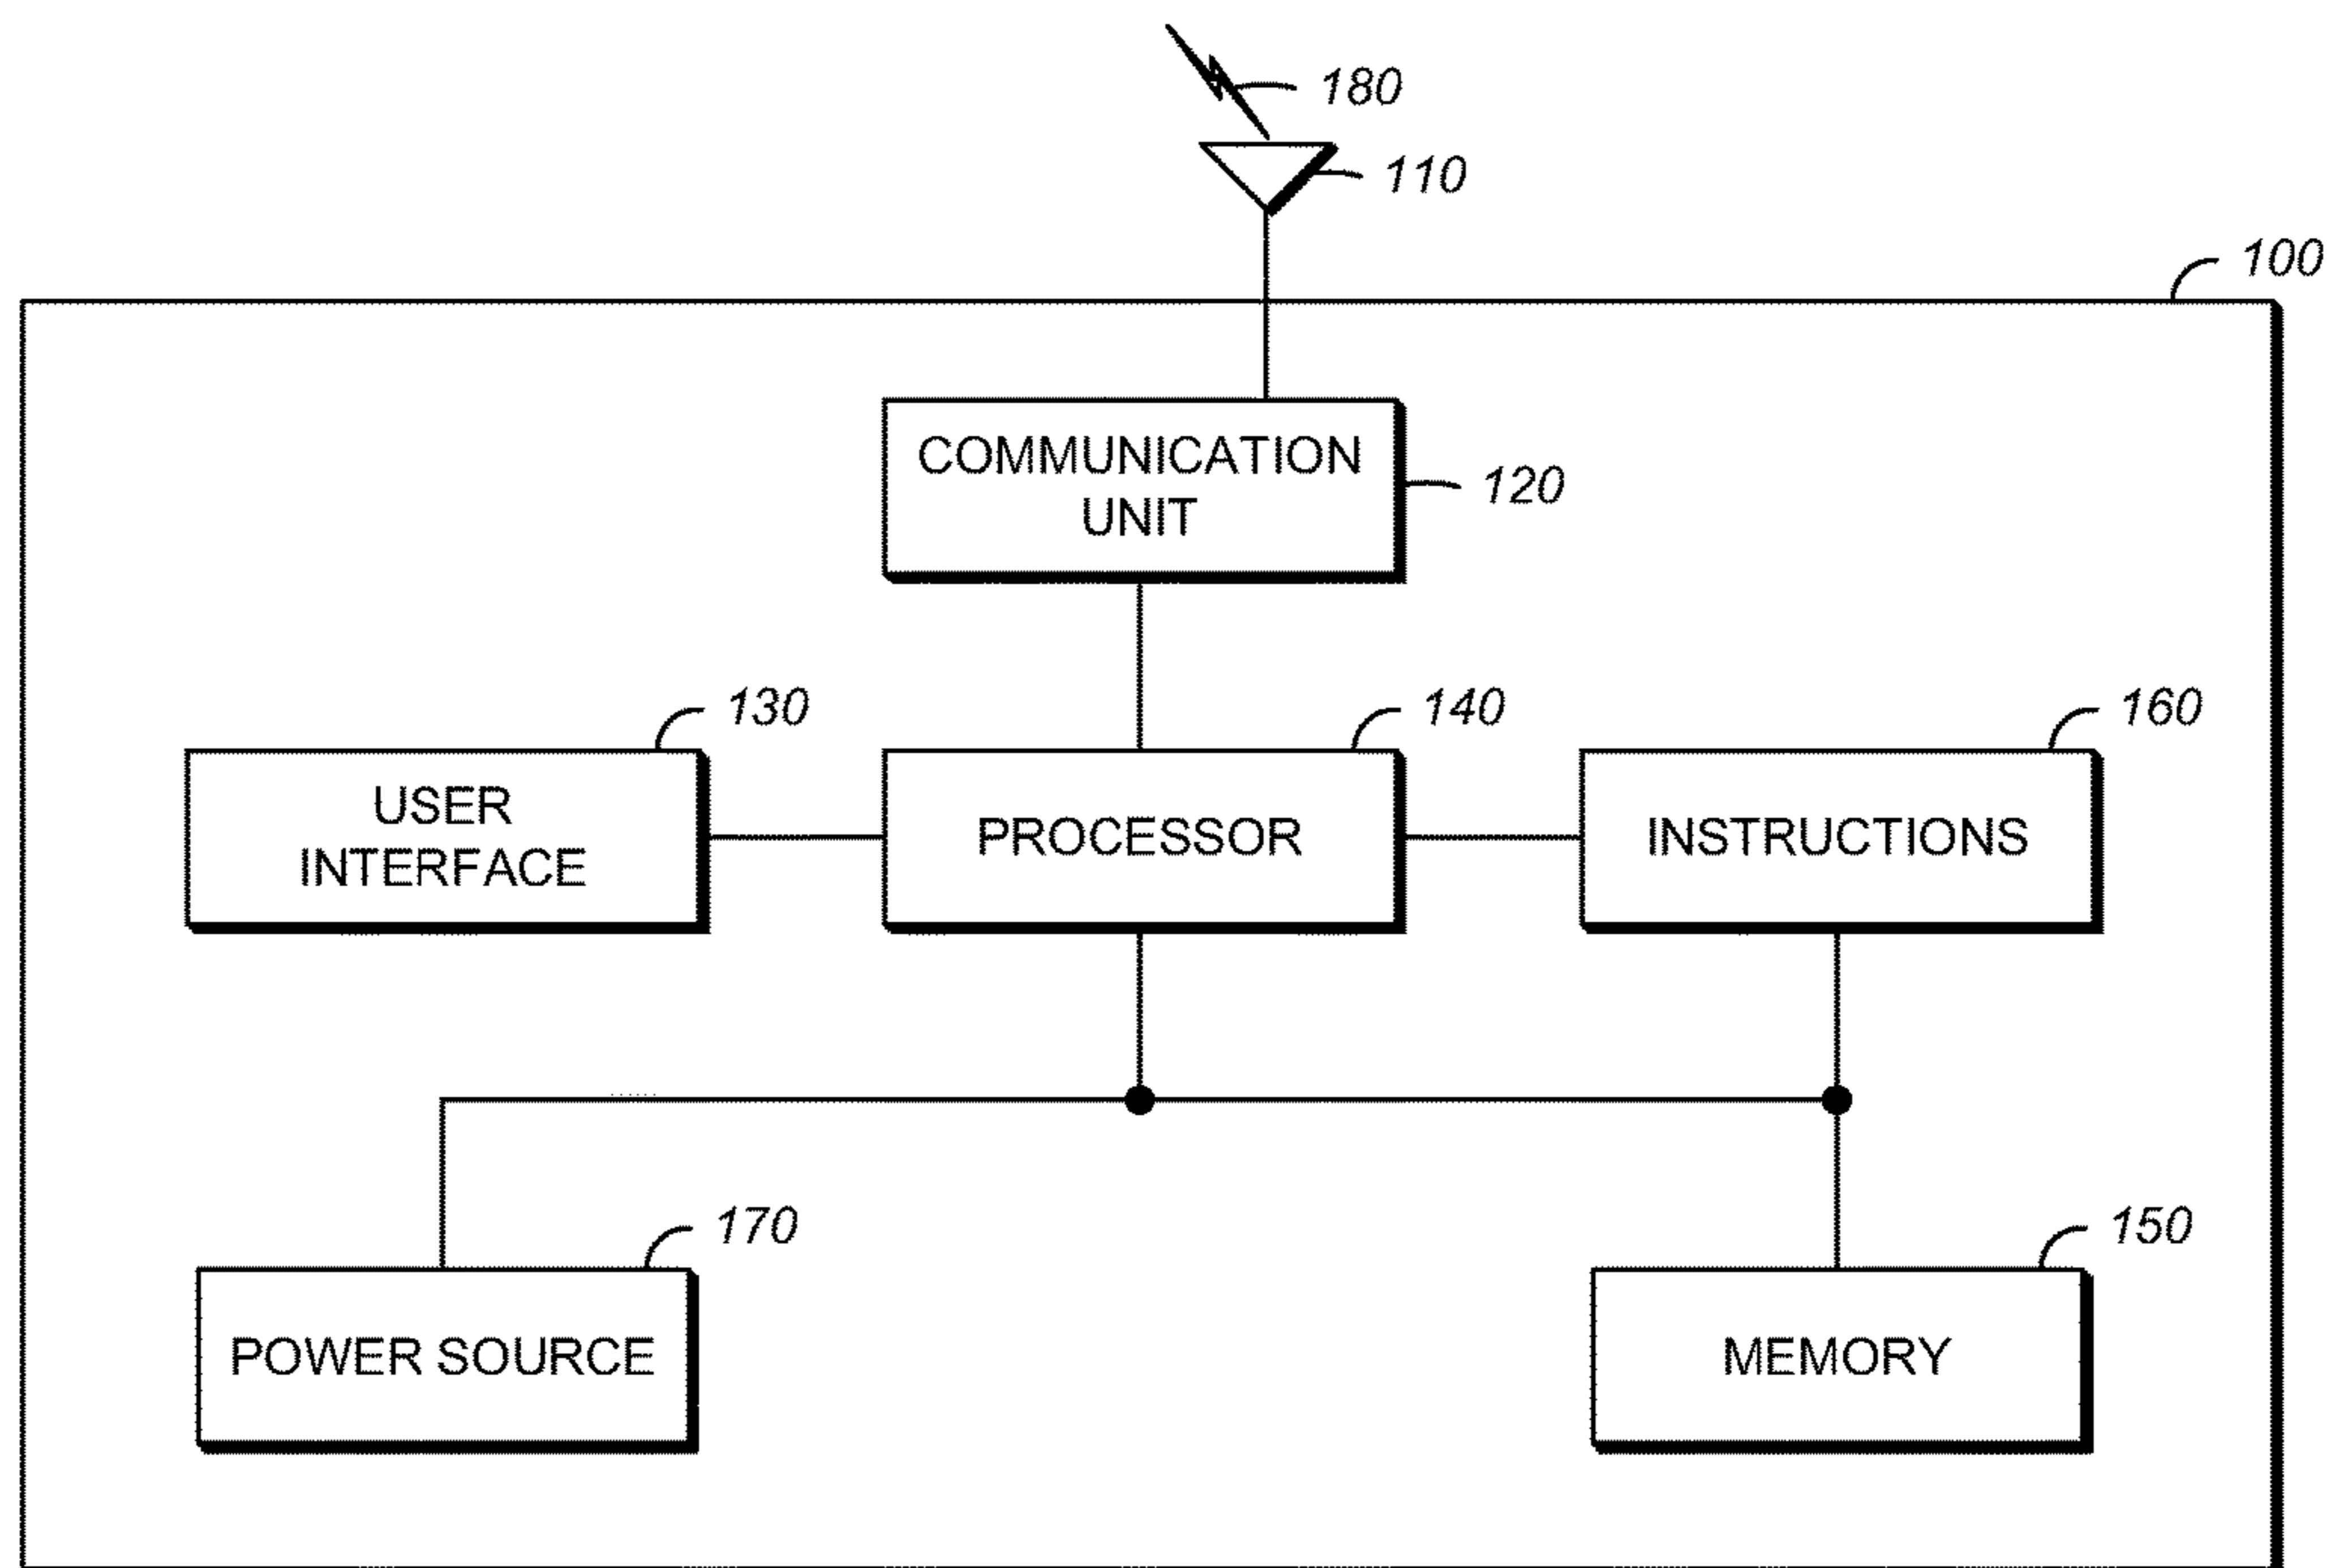 180
110
100
COMMUNICATION
UNIT
120
130
140
160
USER
INTERFACE
PROCESSOR
INSTRUCTIONS
170
150
POWER SOURCE
MEMORY